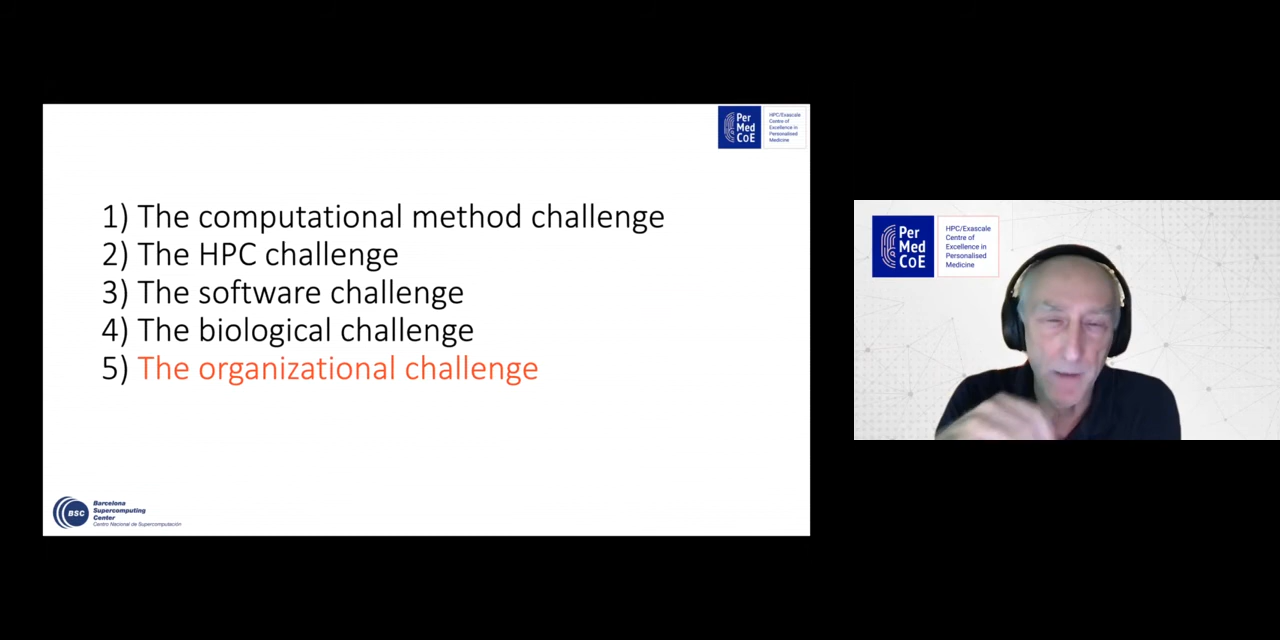 Per
Med
CoE
HPC/Exascale
Centre of
Excellence in
Personalised
Medicine
1) The computational method challenge
2) The HPC challenge
3) The software challenge
4) The biological challenge
5) The organizational challenge
BSC
Barcelona
Supercomputing
Center
Centro Nacional de Supercomputación
Per
Med
CoE
HPC/Exascale
Centre of
Excellence in
Personalised
Medicine